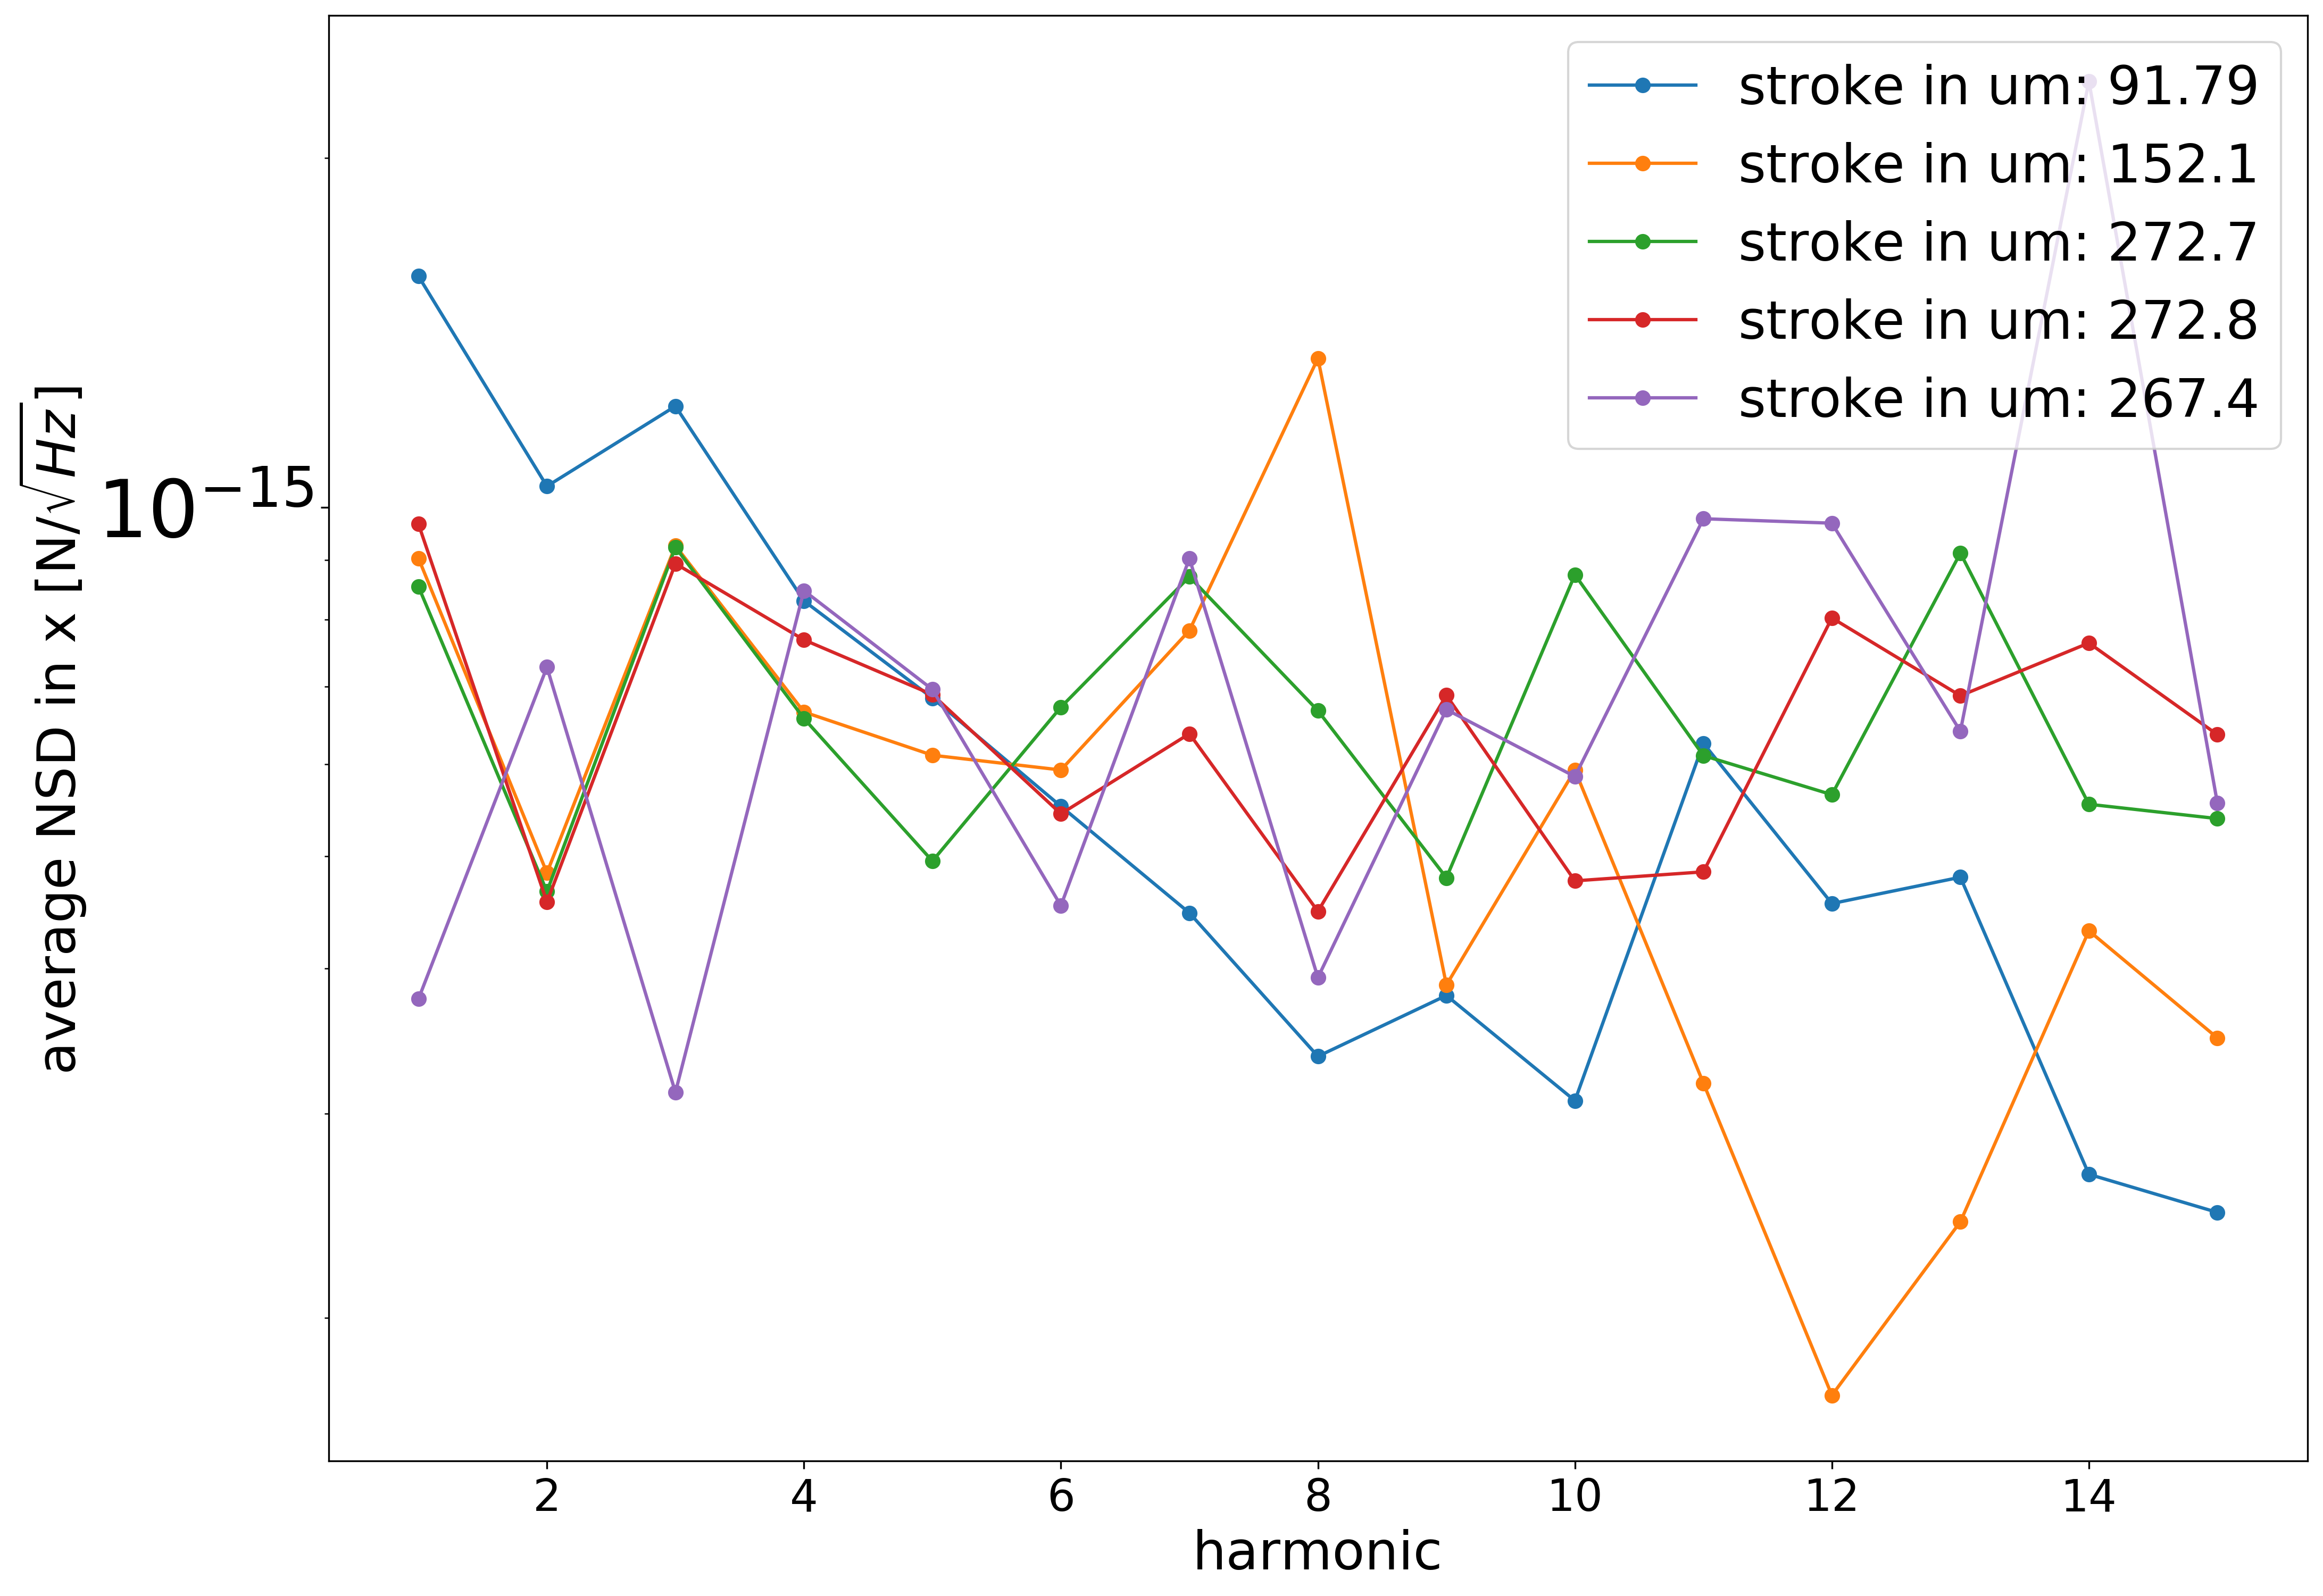 average NSD in x [N/√Hz]
10⁻¹⁵
stroke in um: 91.79
stroke in um: 152.1
stroke in um: 272.7
stroke in um: 272.8
stroke in um: 267.4
2 4 6 8 10 12 14
harmonic